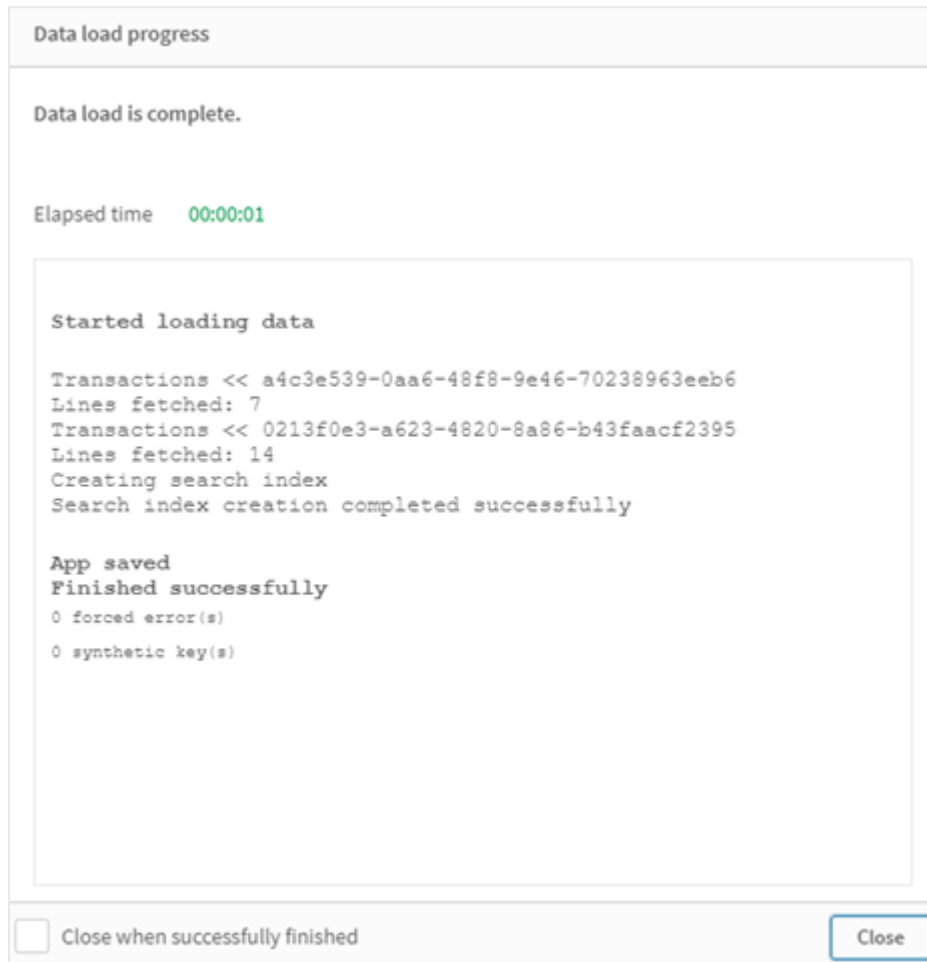 Data load progress
Data load is complete.
Elapsed time 00:00:01
Started loading data
Transactions << a4c3e539-0aa6-48f8-9e46-70238963eeb6
Lines fetched: 7
Transactions << 0213f0e3-a623-4820-8a86-b43faacf2395
Lines fetched: 14
Creating search index
Search index creation completed successfully
App saved
Finished successfully
0 forced error(s)
0 synthetic key(s)
Close when successfully finished Close